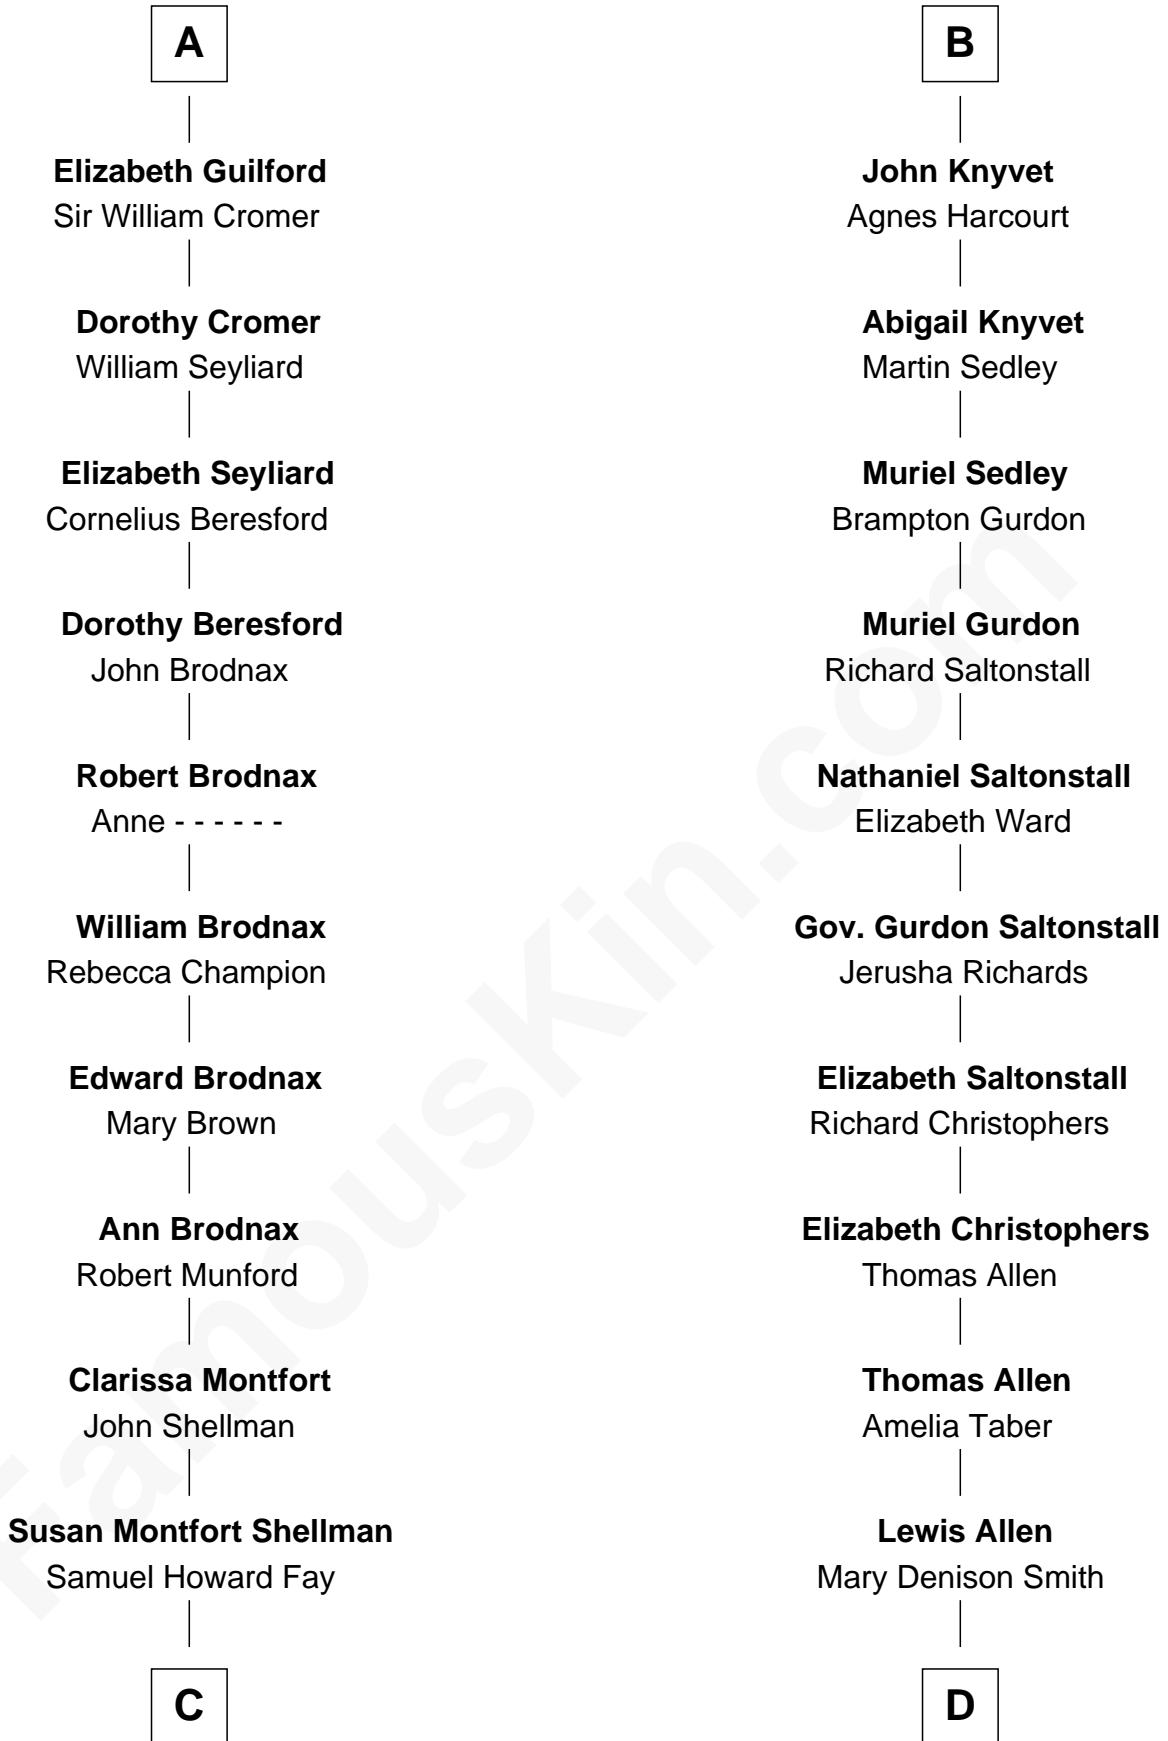 A
Elizabeth Guilford
Sir William Cromer
Dorothy Cromer
William Seyliard
Elizabeth Seyliard
Cornelius Beresford
Dorothy Beresford
John Brodnax
Robert Brodnax
Anne - - - - - -
William Brodnax
Rebecca Champion
Edward Brodnax
Mary Brown
Ann Brodnax
Robert Munford
Clarissa Montfort
John Shellman
Susan Montfort Shellman
Samuel Howard Fay
C
B
John Knyvet
Agnes Harcourt
Abigail Knyvet
Martin Sedley
Muriel Sedley
Brampton Gurdon
Muriel Gurdon
Richard Saltonstall
Nathaniel Saltonstall
Elizabeth Ward
Gov. Gurdon Saltonstall
Jerusha Richards
Elizabeth Saltonstall
Richard Christophers
Elizabeth Christophers
Thomas Allen
Thomas Allen
Amelia Taber
Lewis Allen
Mary Denison Smith
D
FamousKin.com